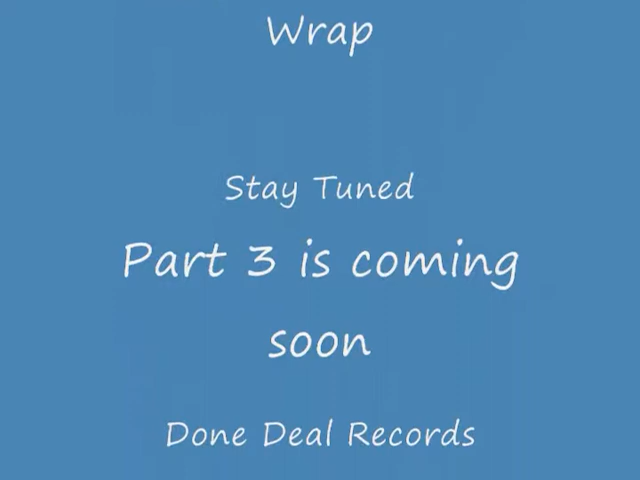 Wrap
Stay Tuned
Part 3 is coming
soon
Done Deal Records